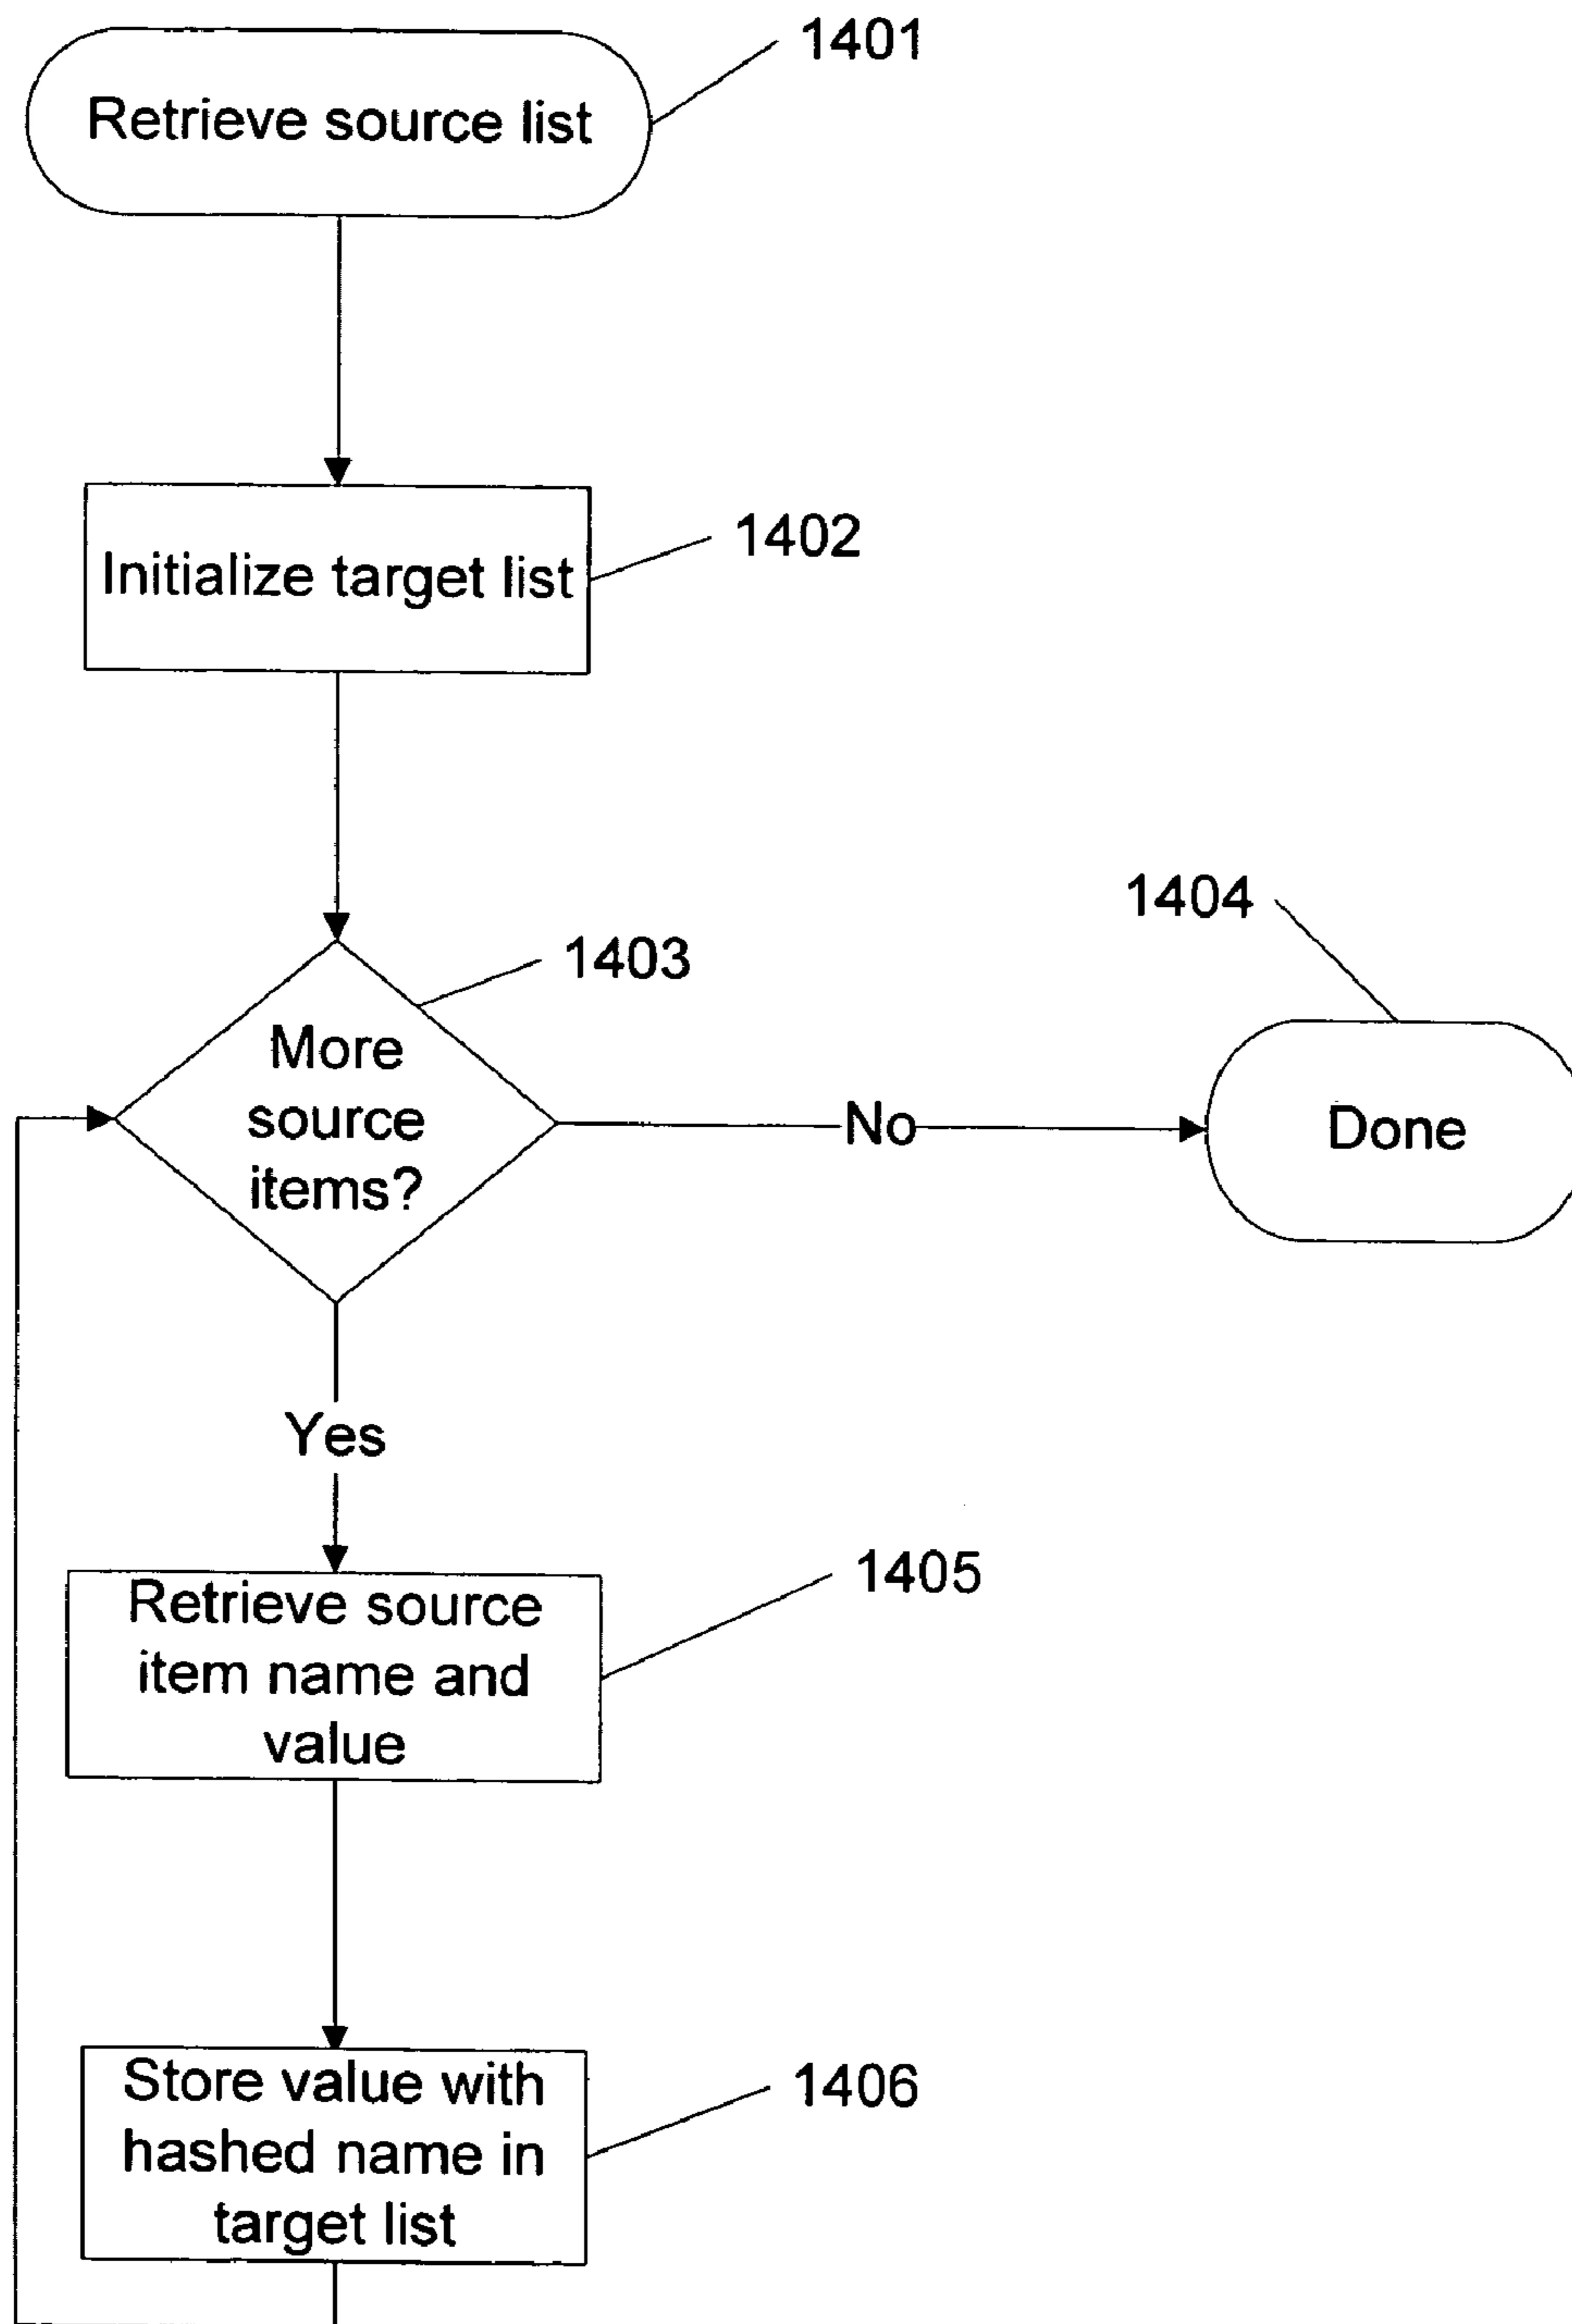 1401
Retrieve source list
1402
Initialize target list
1404
1403
More
source
items?
No
Done
Yes
1405
Retrieve source
item name and
value
1406
Store value with
hashed name in
target list